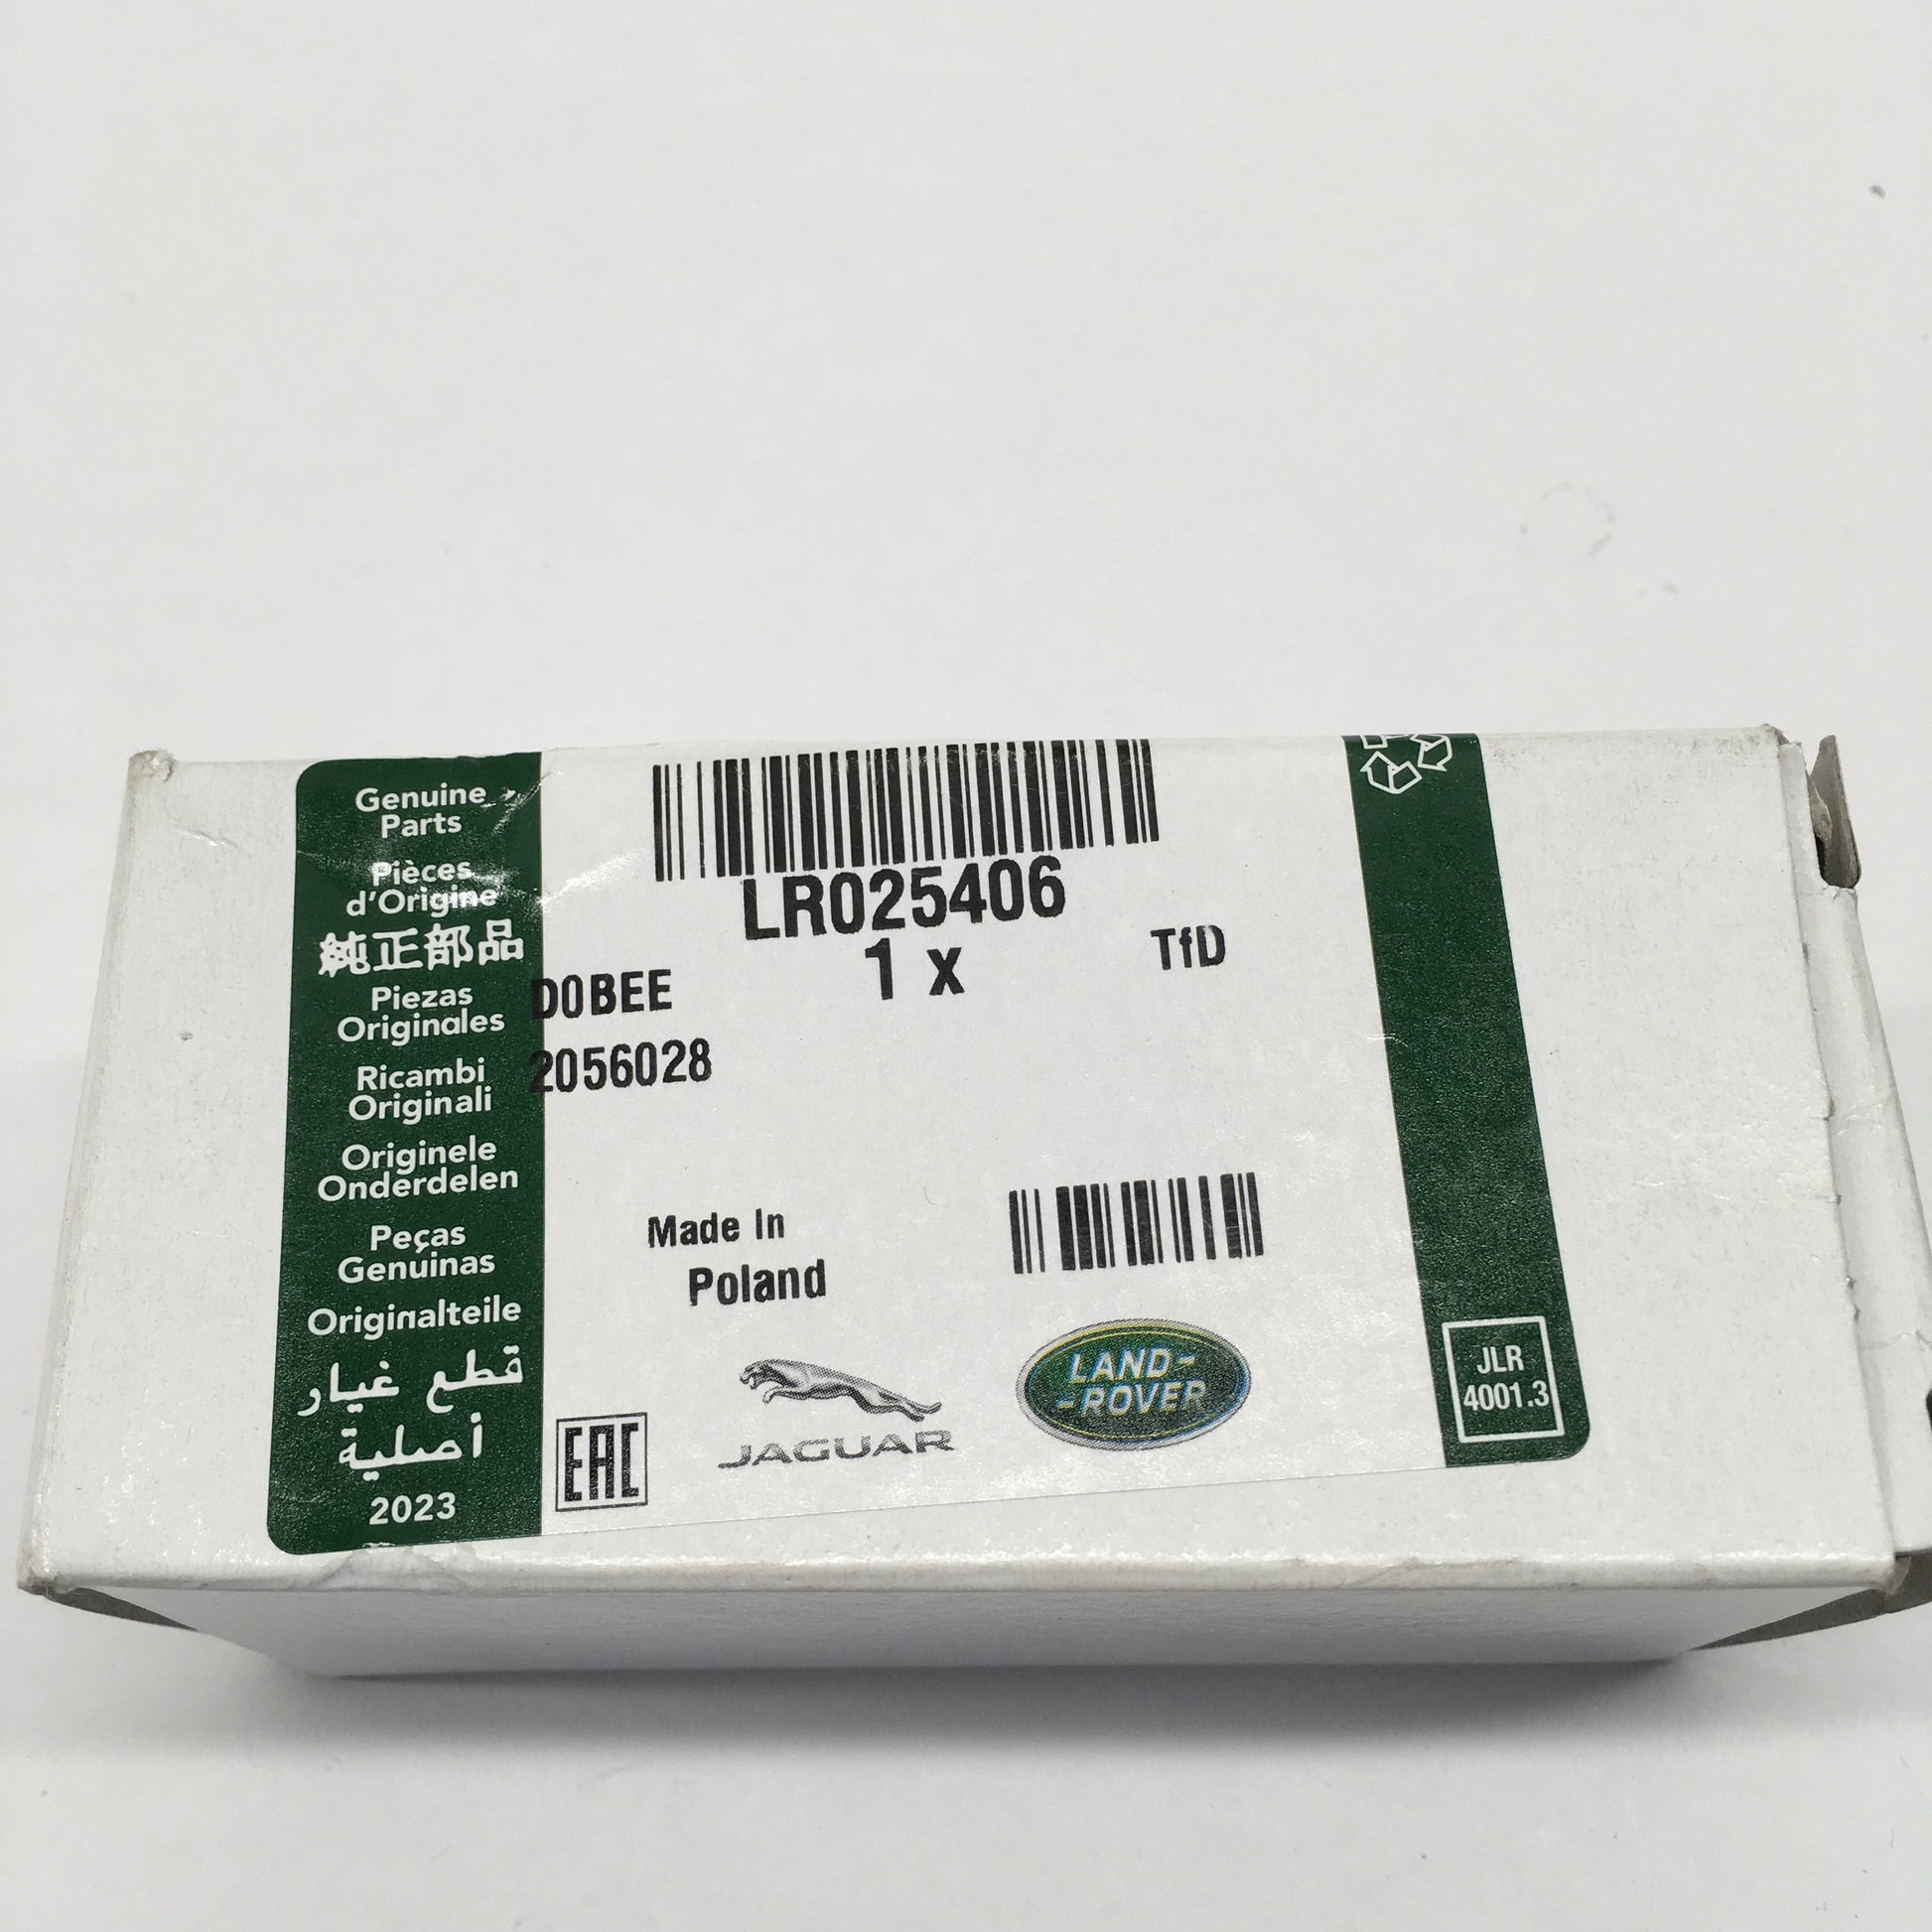 Genuine
Parts
Pièces
d'Origine
純正部品
Piezas
Originales
Ricambi
Originali
Originele
Onderdelen
Peças
Genuínas
Originalteile
قطع غيار
أصلية
2023
LR025406
1 x
TfD
D0BEE
2056028
Made In
Poland
EAC
JAGUAR
LAND-
-ROVER
JLR
4001.3